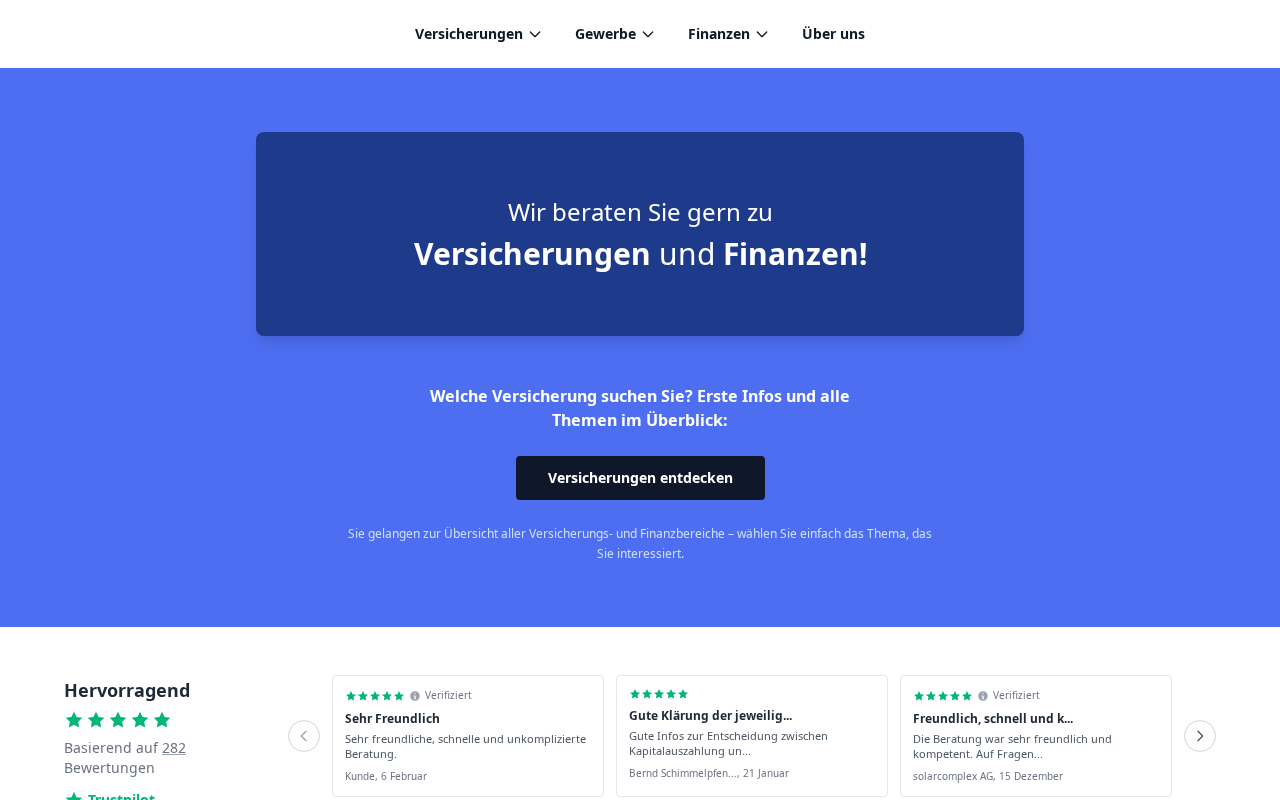 Versicherungen
Gewerbe
Finanzen
Über uns
Wir beraten Sie gern zu
Versicherungen und Finanzen!
Welche Versicherung suchen Sie? Erste Infos und alle
Themen im Überblick:
Versicherungen entdecken
Sie gelangen zur Übersicht aller Versicherungs- und Finanzbereiche – wählen Sie einfach das Thema, das
Sie interessiert.
Hervorragend
Basierend auf 282
Bewertungen
Trustpilot
Verifiziert
Sehr Freundlich
Sehr freundliche, schnelle und unkomplizierte
Beratung.
Kunde, 6 Februar
Gute Klärung der jeweilig...
Gute Infos zur Entscheidung zwischen
Kapitalauszahlung un...
Bernd Schimmelpfen..., 21 Januar
Verifiziert
Freundlich, schnell und k...
Die Beratung war sehr freundlich und
kompetent. Auf Fragen...
solarcomplex AG, 15 Dezember